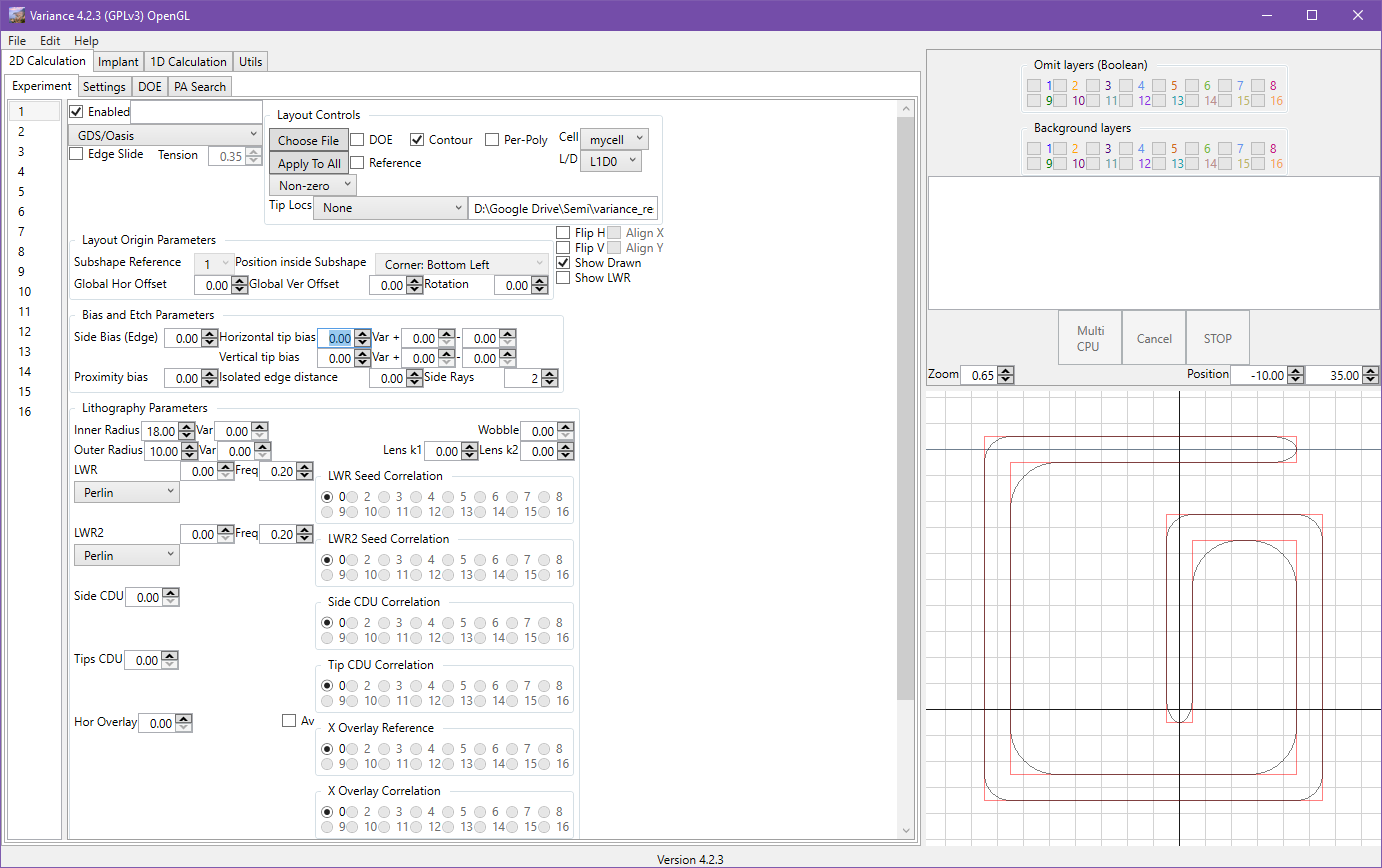 Variance 4.2.3 (GPLv3) OpenGL
File Edit Help
2D Calculation Implant 1D Calculation Utils
Experiment Settings DOE PA Search
1
2
3
4
5
6
7
8
9
10
11
12
13
14
15
16
Enabled
GDS/Oasis
Edge Slide Tension 0.35
Layout Controls
Choose File DOE Contour Per-Poly Cell mycell
Apply To All Reference L/D L1D0
Non-zero
Tip Locs None D:\Google Drive\Semi\variance_re
Flip H Align X
Flip V Align Y
Show Drawn
Show LWR
Layout Origin Parameters
Subshape Reference 1 Position inside Subshape Corner: Bottom Left
Global Hor Offset 0.00 Global Ver Offset 0.00 Rotation 0.00
Bias and Etch Parameters
Side Bias (Edge) 0.00 Horizontal tip bias 0.00 Var + 0.00 - 0.00
Vertical tip bias 0.00 Var + 0.00 - 0.00
Proximity bias 0.00 Isolated edge distance 0.00 Side Rays 2
Lithography Parameters
Inner Radius 18.00 Var 0.00 Wobble 0.00
Outer Radius 10.00 Var 0.00 Lens k1 0.00 Lens k2 0.00
LWR 0.00 Freq 0.20
Perlin
LWR Seed Correlation
0 2 3 4 5 6 7 8
9 10 11 12 13 14 15 16
LWR2 0.00 Freq 0.20
Perlin
LWR2 Seed Correlation
0 2 3 4 5 6 7 8
9 10 11 12 13 14 15 16
Side CDU 0.00
Side CDU Correlation
0 2 3 4 5 6 7 8
9 10 11 12 13 14 15 16
Tips CDU 0.00
Tip CDU Correlation
0 2 3 4 5 6 7 8
9 10 11 12 13 14 15 16
Hor Overlay 0.00 Av
X Overlay Reference
0 2 3 4 5 6 7 8
9 10 11 12 13 14 15 16
X Overlay Correlation
0 2 3 4 5 6 7 8
9 10 11 12 13 14 15 16
Omit layers (Boolean)
1 2 3 4 5 6 7 8
9 10 11 12 13 14 15 16
Background layers
1 2 3 4 5 6 7 8
9 10 11 12 13 14 15 16
Multi CPU Cancel STOP
Zoom 0.65 Position -10.00 35.00
Version 4.2.3